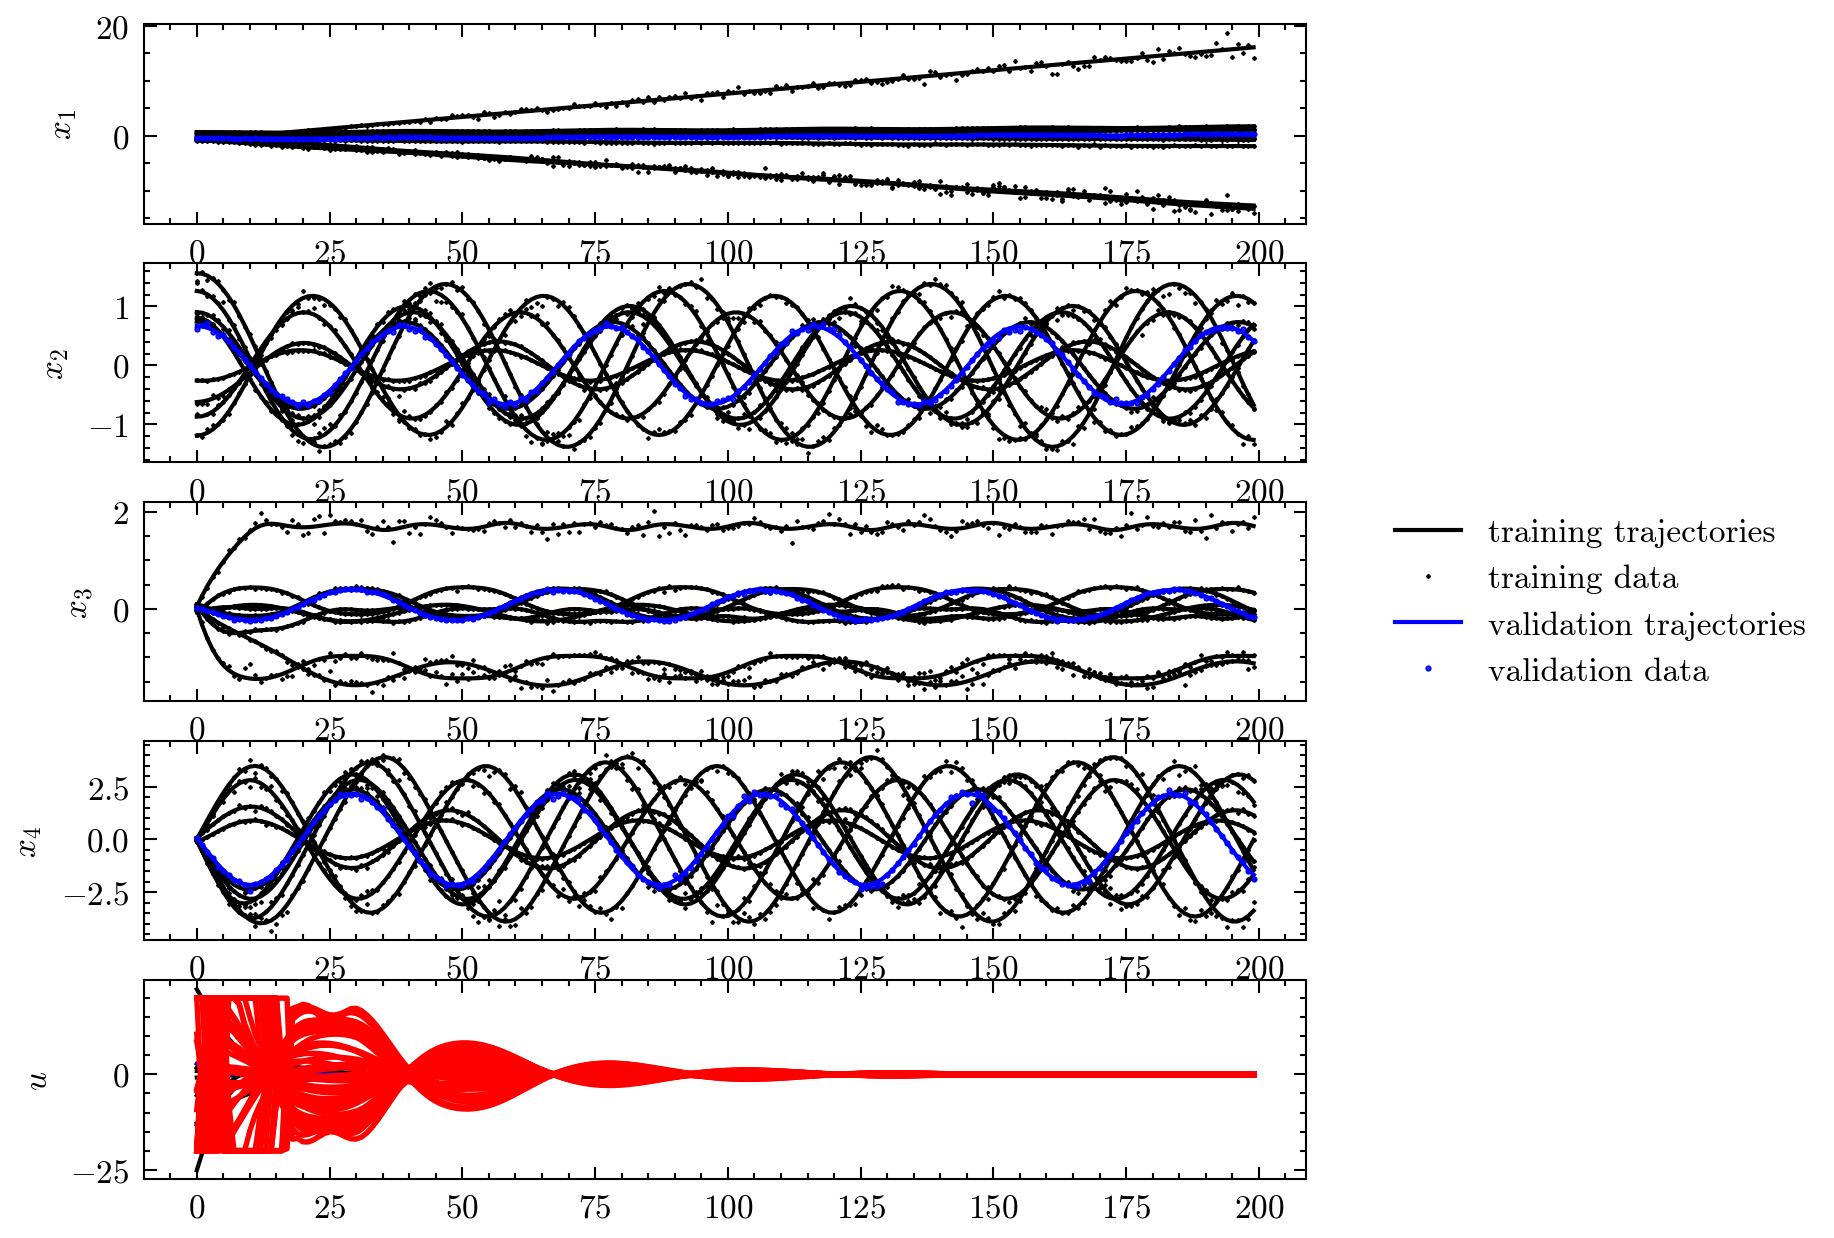 20
0
x1
0 25 50 75 100 125 150 175 200
1
0
−1
x2
0 25 50 75 100 125 150 175 200
2
0
x3
0 25 50 75 100 125 150 175 200
training trajectories
training data
validation trajectories
validation data
2.5
0.0
−2.5
x4
0 25 50 75 100 125 150 175 200
0
−25
u
0 25 50 75 100 125 150 175 200